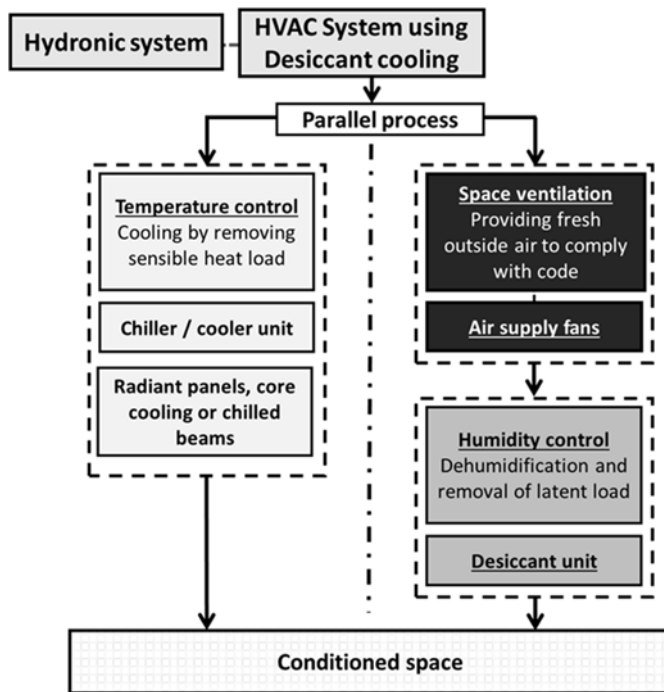 Hydronic system
HVAC System using
Desiccant cooling
Parallel process
Temperature control
Cooling by removing
sensible heat load
Chiller / cooler unit
Radiant panels, core
cooling or chilled
beams
Space ventilation
Providing fresh
outside air to comply
with code
Air supply fans
Humidity control
Dehumidification and
removal of latent load
Desiccant unit
Conditioned space